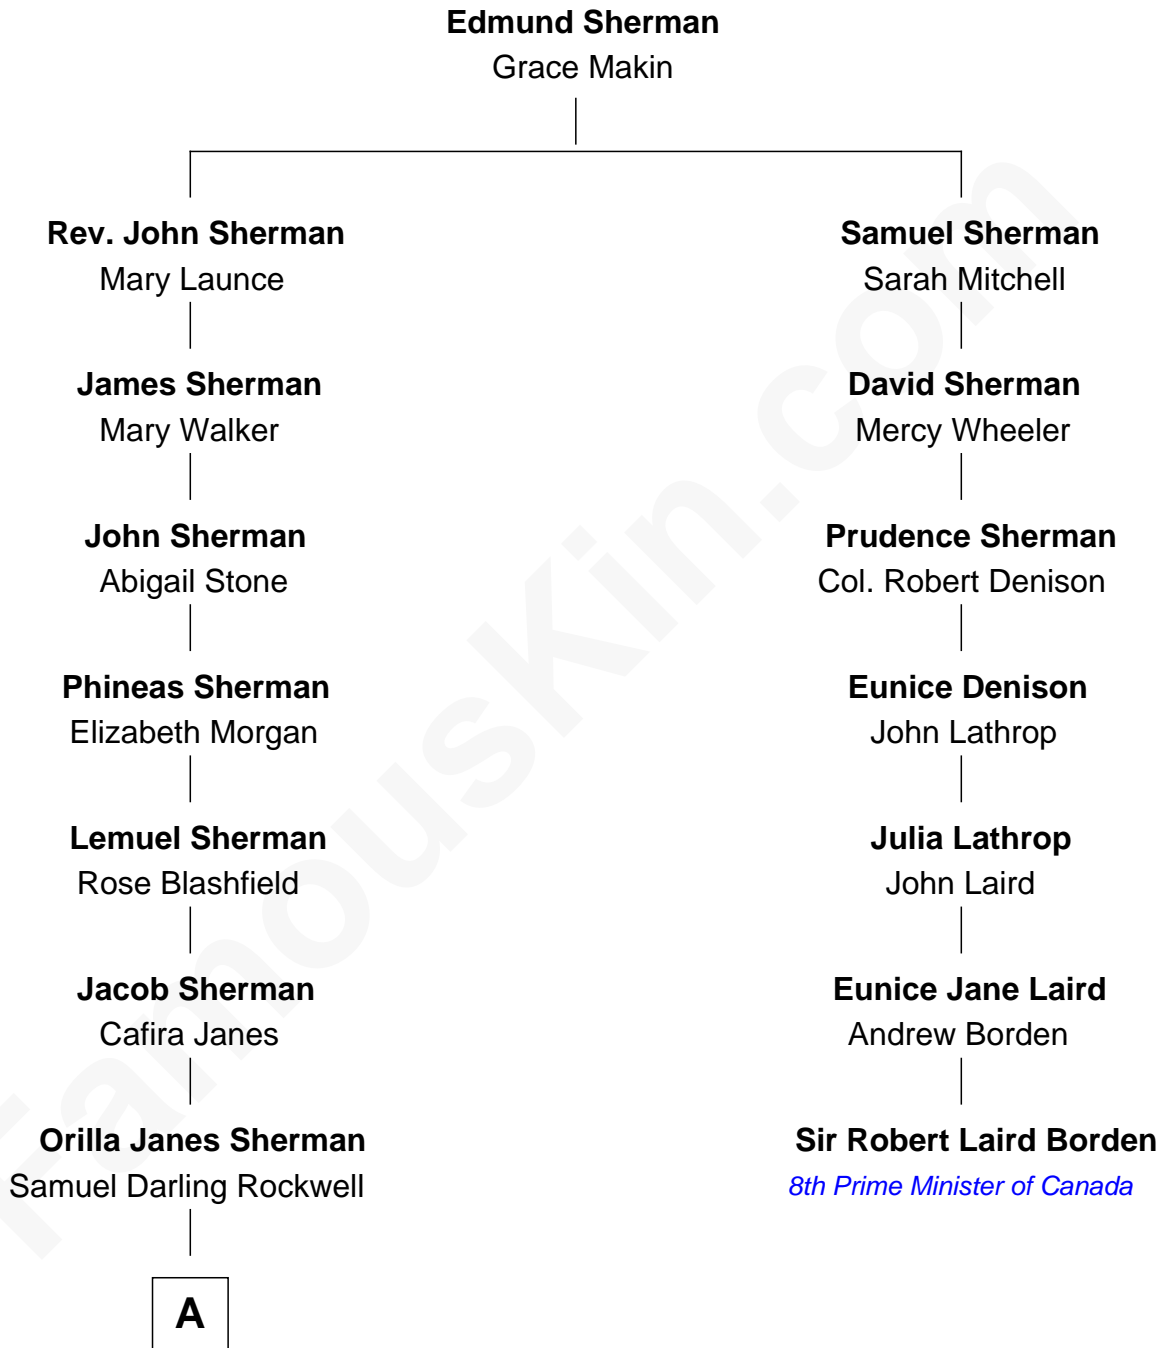 Edmund Sherman
Grace Makin
Rev. John Sherman
Mary Launce
Samuel Sherman
Sarah Mitchell
James Sherman
Mary Walker
David Sherman
Mercy Wheeler
John Sherman
Abigail Stone
Prudence Sherman
Col. Robert Denison
Phineas Sherman
Elizabeth Morgan
Eunice Denison
John Lathrop
Lemuel Sherman
Rose Blashfield
Julia Lathrop
John Laird
Jacob Sherman
Cafira Janes
Eunice Jane Laird
Andrew Borden
Orilla Janes Sherman
Samuel Darling Rockwell
Sir Robert Laird Borden
8th Prime Minister of Canada
A
FamousKin.com